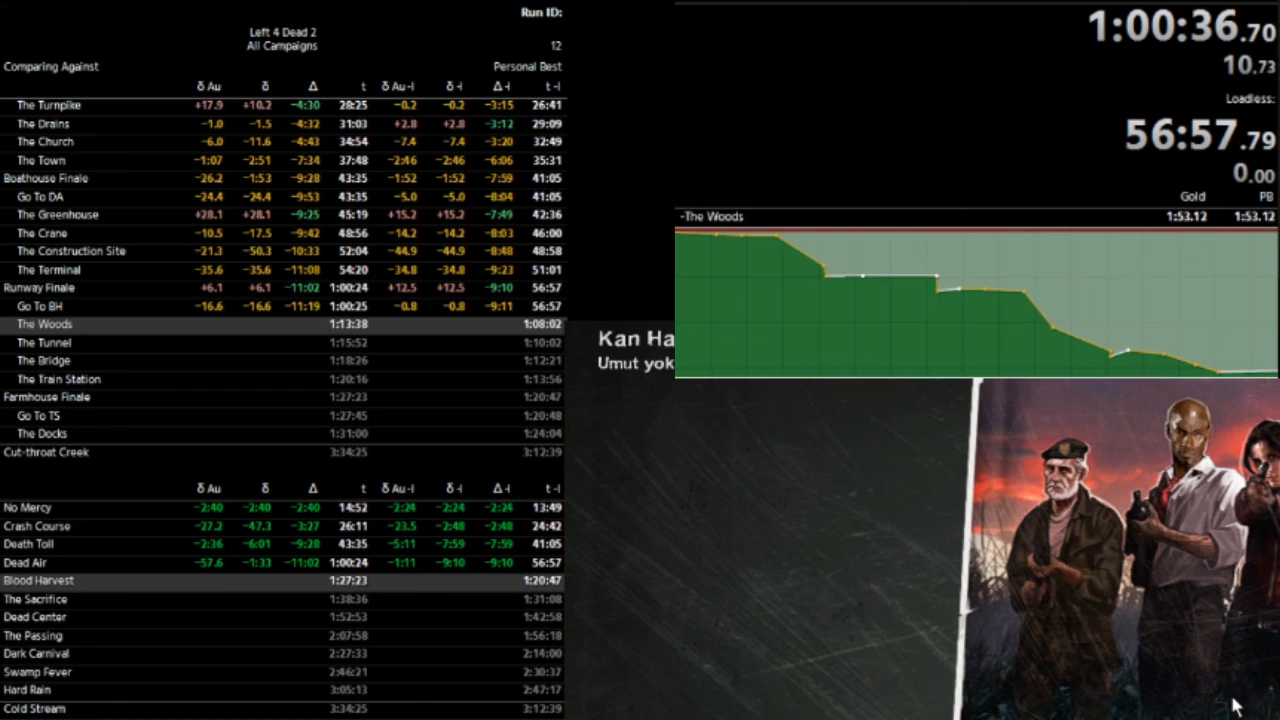 Run ID:
Left 4 Dead 2
All Campaigns
12
Comparing Against Personal Best
δ Au δ Δ t δ Au-l δ -l Δ-l t -l
The Turnpike +17.9 +10.2 −4:30 28:25 −0.2 −0.2 −3:15 26:41
The Drains −1.0 −1.5 −4:32 31:03 +2.8 +2.8 −3:12 29:09
The Church −6.0 −11.6 −4:43 34:54 −7.4 −7.4 −3:20 32:49
The Town −1:07 −2:51 −7:34 37:48 −2:46 −2:46 −6:06 35:31
Boathouse Finale −26.2 −1:53 −9:28 43:35 −1:52 −1:52 −7:59 41:05
Go To DA −24.4 −24.4 −9:53 43:35 −5.0 −5.0 −8:04 41:05
The Greenhouse +28.1 +28.1 −9:25 45:19 +15.2 +15.2 −7:49 42:36
The Crane −10.5 −17.5 −9:42 48:56 −14.2 −14.2 −8:03 46:00
The Construction Site −21.3 −50.3 −10:33 52:04 −44.9 −44.9 −8:48 48:58
The Terminal −35.6 −35.6 −11:08 54:20 −34.8 −34.8 −9:23 51:01
Runway Finale +6.1 +6.1 −11:02 1:00:24 +12.5 +12.5 −9:10 56:57
Go To BH −16.6 −16.6 −11:19 1:00:25 −0.8 −0.8 −9:11 56:57
The Woods 1:13:38 1:08:02
The Tunnel 1:15:52 1:10:02
The Bridge 1:18:26 1:12:21
The Train Station 1:20:16 1:13:56
Farmhouse Finale 1:27:23 1:20:47
Go To TS 1:27:45 1:20:48
The Docks 1:31:00 1:24:04
Cut-throat Creek 3:34:25 3:12:39
δ Au δ Δ t δ Au-l δ -l Δ-l t -l
No Mercy −2:40 −2:40 −2:40 14:52 −2:24 −2:24 −2:24 13:49
Crash Course −27.2 −47.3 −3:27 26:11 −23.5 −2:48 −2:48 24:42
Death Toll −2:36 −6:01 −9:28 43:35 −5:11 −7:59 −7:59 41:05
Dead Air −57.6 −1:33 −11:02 1:00:24 −1:11 −9:10 −9:10 56:57
Blood Harvest 1:27:23 1:20:47
The Sacrifice 1:38:36 1:31:08
Dead Center 1:52:53 1:42:58
The Passing 2:07:58 1:56:18
Dark Carnival 2:27:33 2:14:00
Swamp Fever 2:46:21 2:30:37
Hard Rain 3:05:13 2:47:17
Cold Stream 3:34:25 3:12:39
1:00:36.70
10.73
Loadless:
56:57.79
0.00
Gold PB
-The Woods 1:53.12 1:53.12
Kan Ha
Umut yok